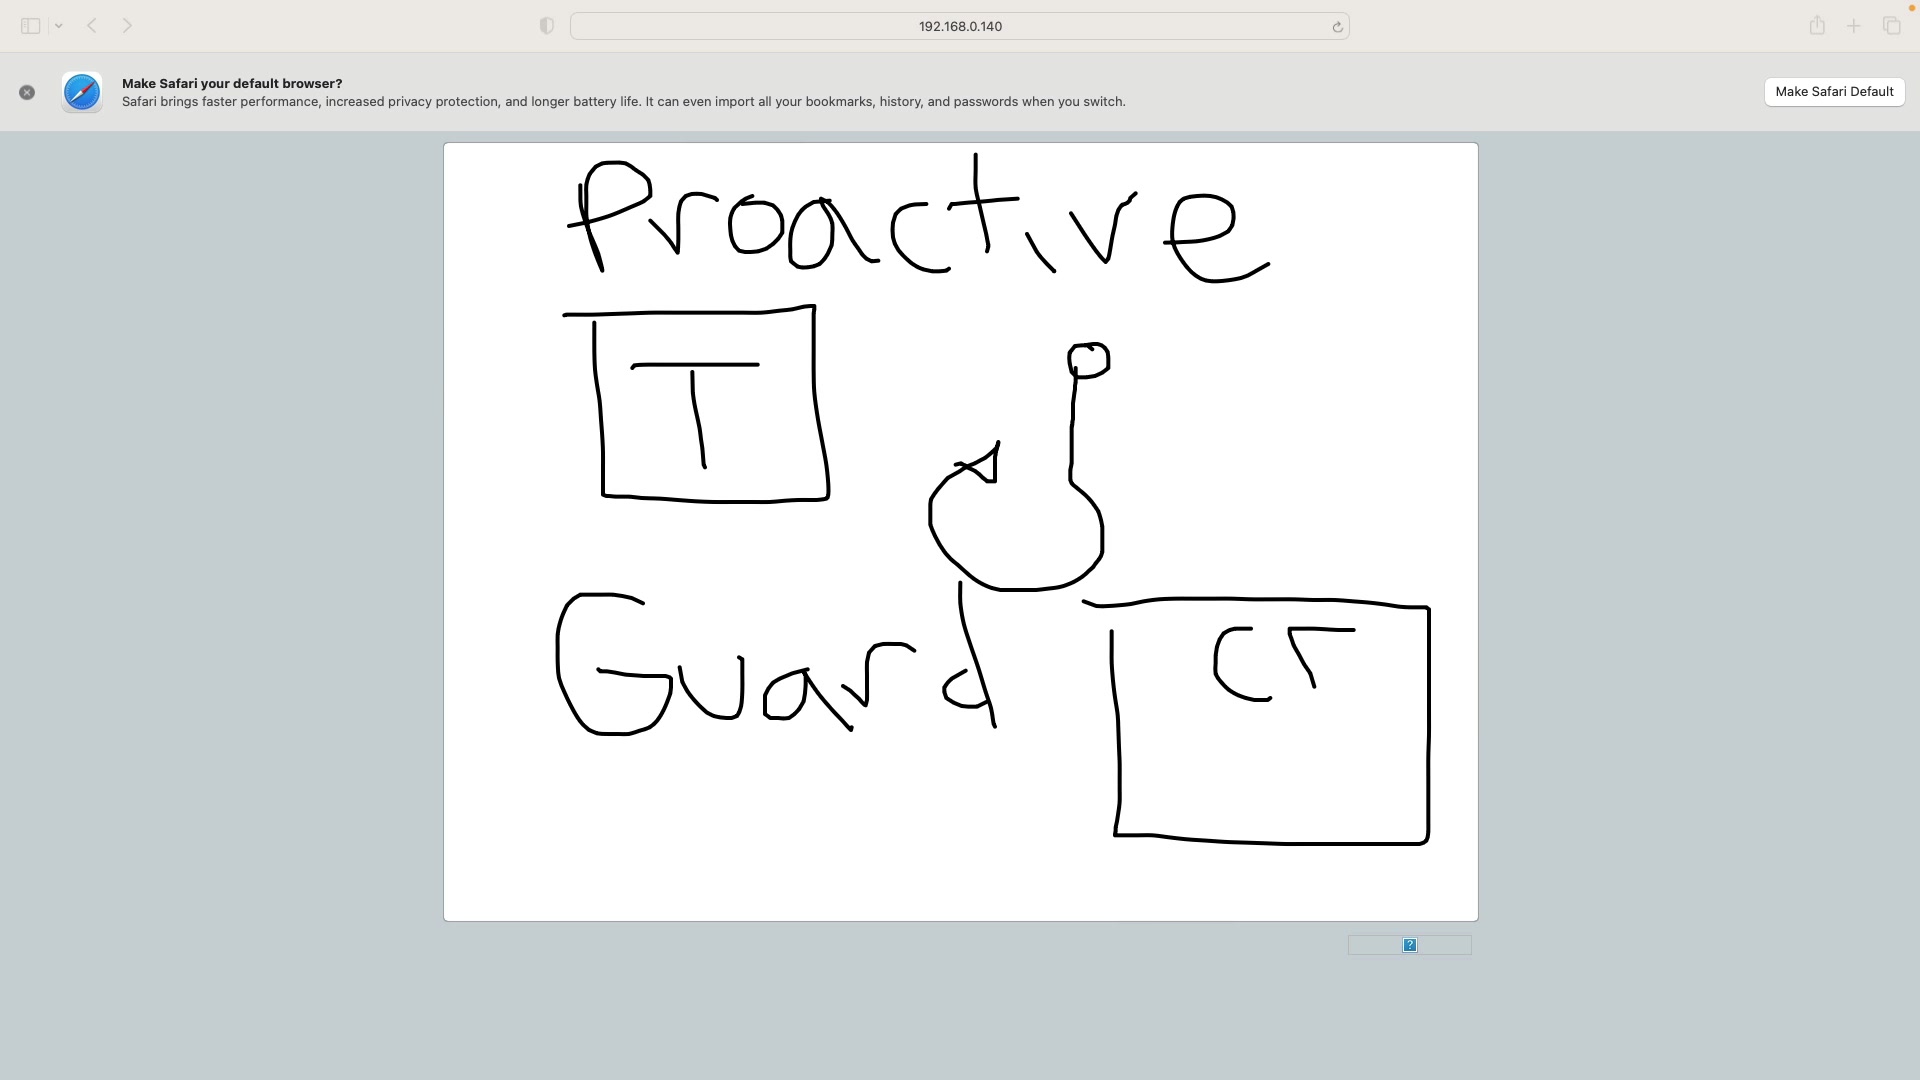 192.168.0.140
Make Safari your default browser?
Safari brings faster performance, increased privacy protection, and longer battery life. It can even import all your bookmarks, history, and passwords when you switch.
Make Safari Default
Proactive
T
Guard
?